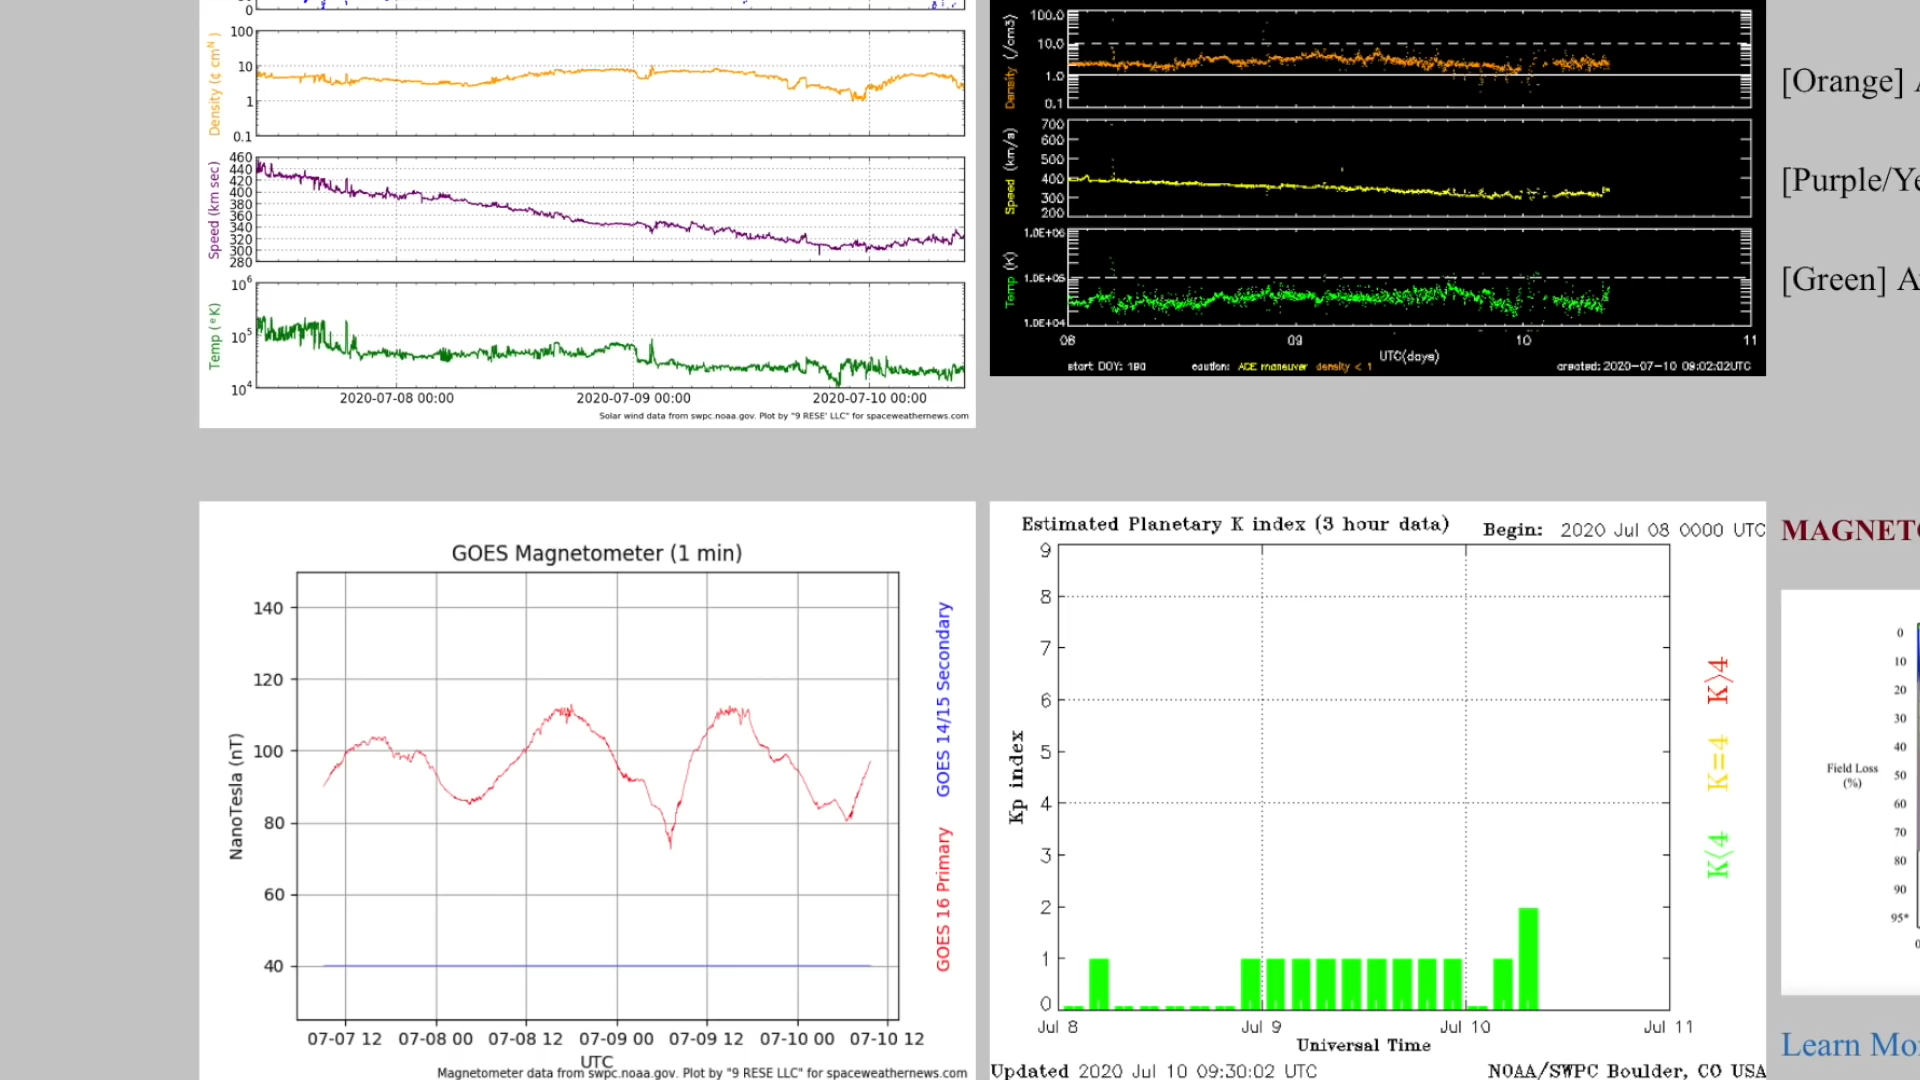 0
100
10
1
0.1
Density (¢ cmᴺ )
460
440
420
400
380
360
340
320
300
280
Speed (km sec)
10⁶
10⁵
10⁴
Temp (°K)
2020-07-08 00:00
2020-07-09 00:00
2020-07-10 00:00
Solar wind data from swpc.noaa.gov. Plot by "9 RESE' LLC" for spaceweathernews.com
100.0
10.0
1.0
0.1
Density (/cm3)
700
600
500
400
300
200
Speed (km/s)
1.0E+06
1.0E+05
1.0E+04
Temp (K)
08
09
10
11
UTC(days)
start DOY: 190
caution: ACE maneuver density < 1
created: 2020-07-10 09:02:02UTC
[Orange]
[Purple/Ye
[Green] A
GOES Magnetometer (1 min)
140
120
100
80
60
40
NanoTesla (nT)
GOES 14/15 Secondary
GOES 16 Primary
07-07 12
07-08 00
07-08 12
07-09 00
07-09 12
07-10 00
07-10 12
UTC
Magnetometer data from swpc.noaa.gov. Plot by "9 RESE LLC" for spaceweathernews.com
Estimated Planetary K index (3 hour data)
Begin: 2020 Jul 08 0000 UTC
9
8
7
6
5
4
3
2
1
0
Kp index
K>4
K=4
K<4
Jul 8
Jul 9
Jul 10
Jul 11
Universal Time
Updated 2020 Jul 10 09:30:02 UTC
NOAA/SWPC Boulder, CO USA
MAGNET
0
10
20
30
40
50
60
70
80
90
95*
0
Field Loss
(%)
Learn Mo